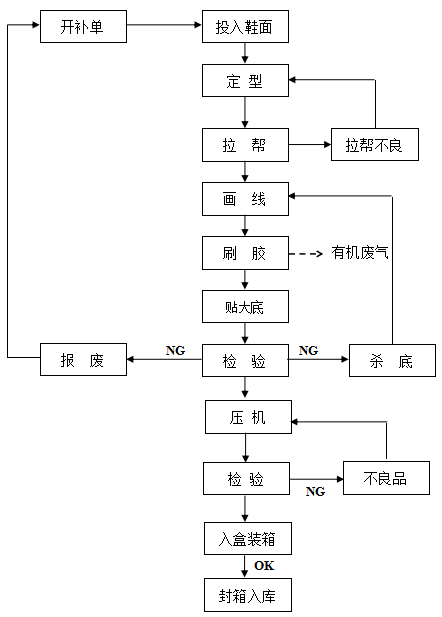 开补单
投入鞋面
定 型
拉 帮
拉帮不良
画 线
刷 胶
有机废气
贴大底
报 废
NG
检 验
NG
杀 底
压 机
检 验
NG
不良品
入盒装箱
OK
封箱入库